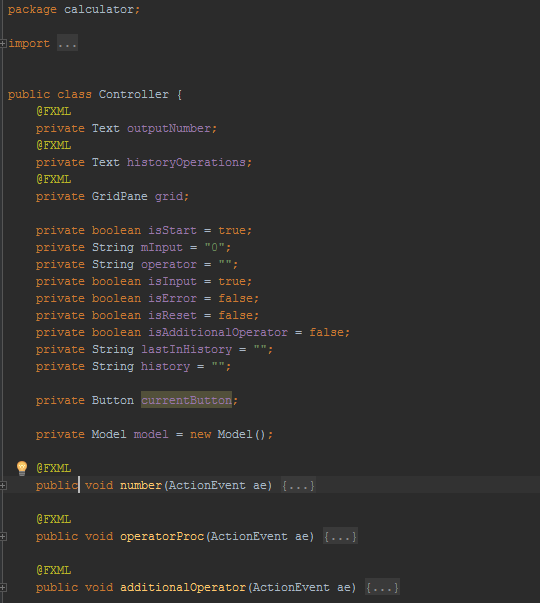 package calculator;
import ...
public class Controller {
@FXML
private Text outputNumber;
@FXML
private Text historyOperations;
@FXML
private GridPane grid;
private boolean isStart = true;
private String mInput = "0";
private String operator = "";
private boolean isInput = true;
private boolean isError = false;
private boolean isReset = false;
private boolean isAdditionalOperator = false;
private String lastInHistory = "";
private String history = "";
private Button currentButton;
private Model model = new Model();
@FXML
public void number(ActionEvent ae) {...}
@FXML
public void operatorProc(ActionEvent ae) {...}
@FXML
public void additionalOperator(ActionEvent ae) {...}